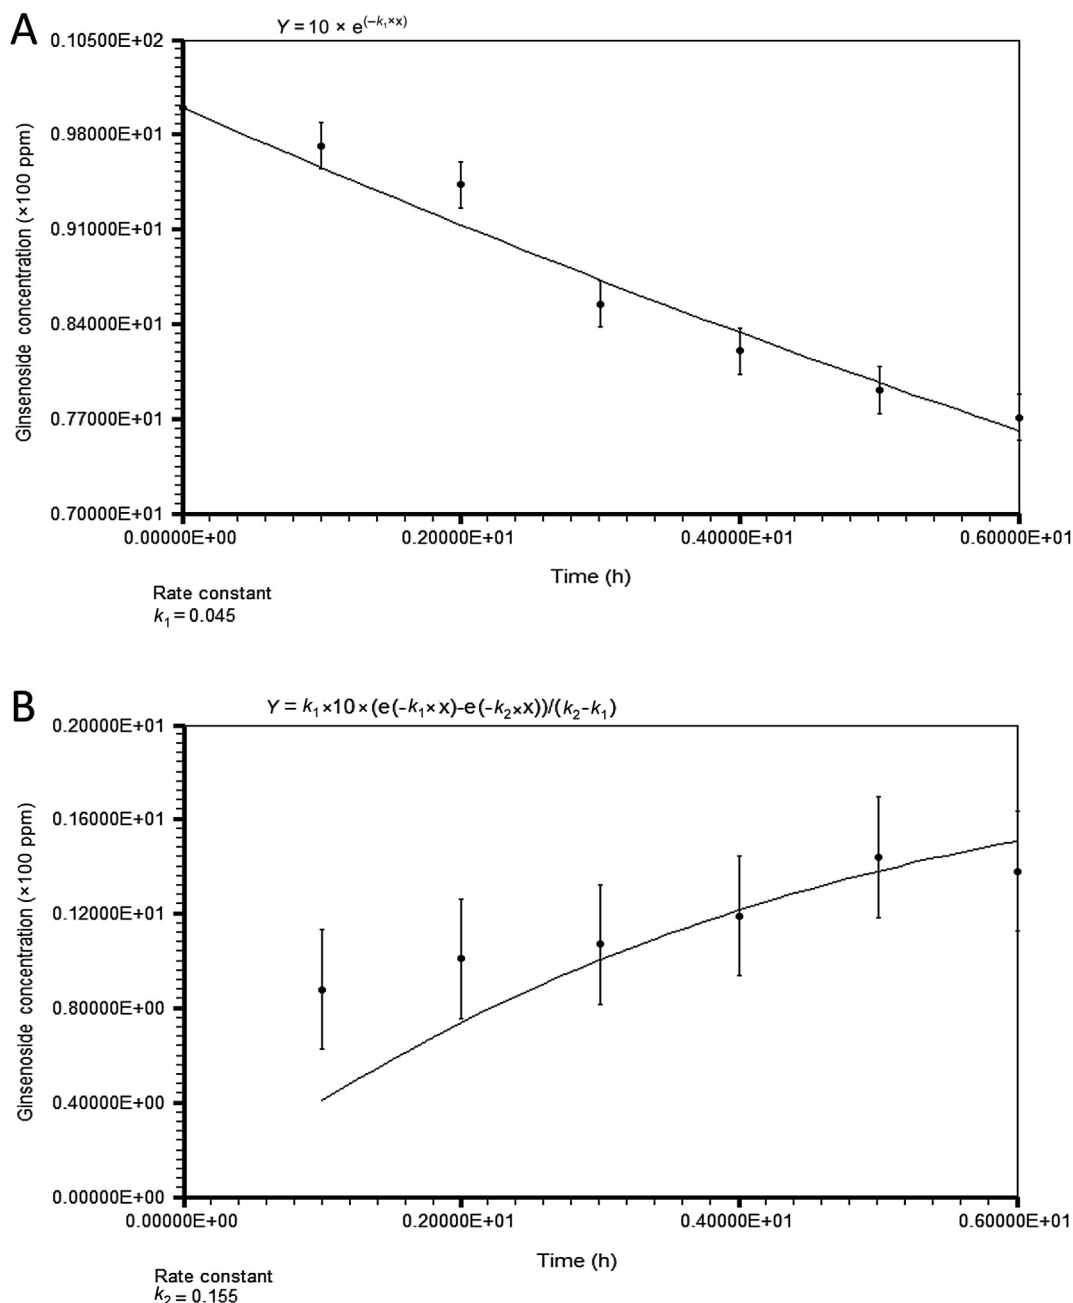 A
Y = 10 × e(−k1×x)
0.10500E+02
0.98000E+01
0.91000E+01
0.84000E+01
0.77000E+01
0.70000E+01
Ginsenoside concentration (×100 ppm)
0.00000E+00 0.20000E+01 0.40000E+01 0.60000E+01
Time (h)
Rate constant
k1 = 0.045
B
Y = k1×10×(e(-k1×x)-e(-k2×x))/(k2-k1)
0.20000E+01
0.16000E+01
0.12000E+01
0.80000E+00
0.40000E+00
0.00000E+00
Ginsenoside concentration (×100 ppm)
0.00000E+00 0.20000E+01 0.40000E+01 0.60000E+01
Time (h)
Rate constant
k2 = 0.155